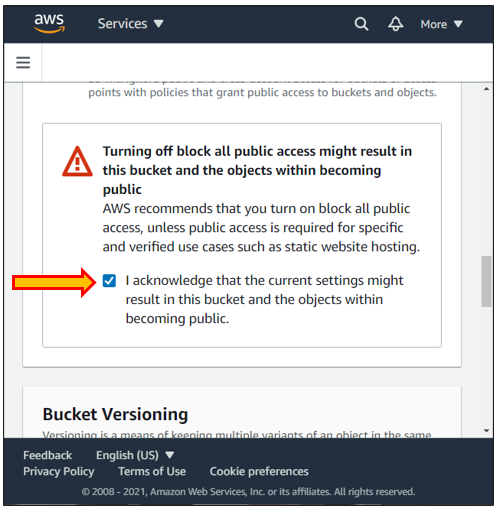 aws
Services
More
points with policies that grant public access to buckets and objects.
Turning off block all public access might result in
this bucket and the objects within becoming
public
AWS recommends that you turn on block all public
access, unless public access is required for specific
and verified use cases such as static website hosting.
I acknowledge that the current settings might
result in this bucket and the objects within
becoming public.
Bucket Versioning
Versioning is a means of keeping multiple variants of an object in the same
Feedback
English (US)
Privacy Policy
Terms of Use
Cookie preferences
© 2008 - 2021, Amazon Web Services, Inc. or its affiliates. All rights reserved.